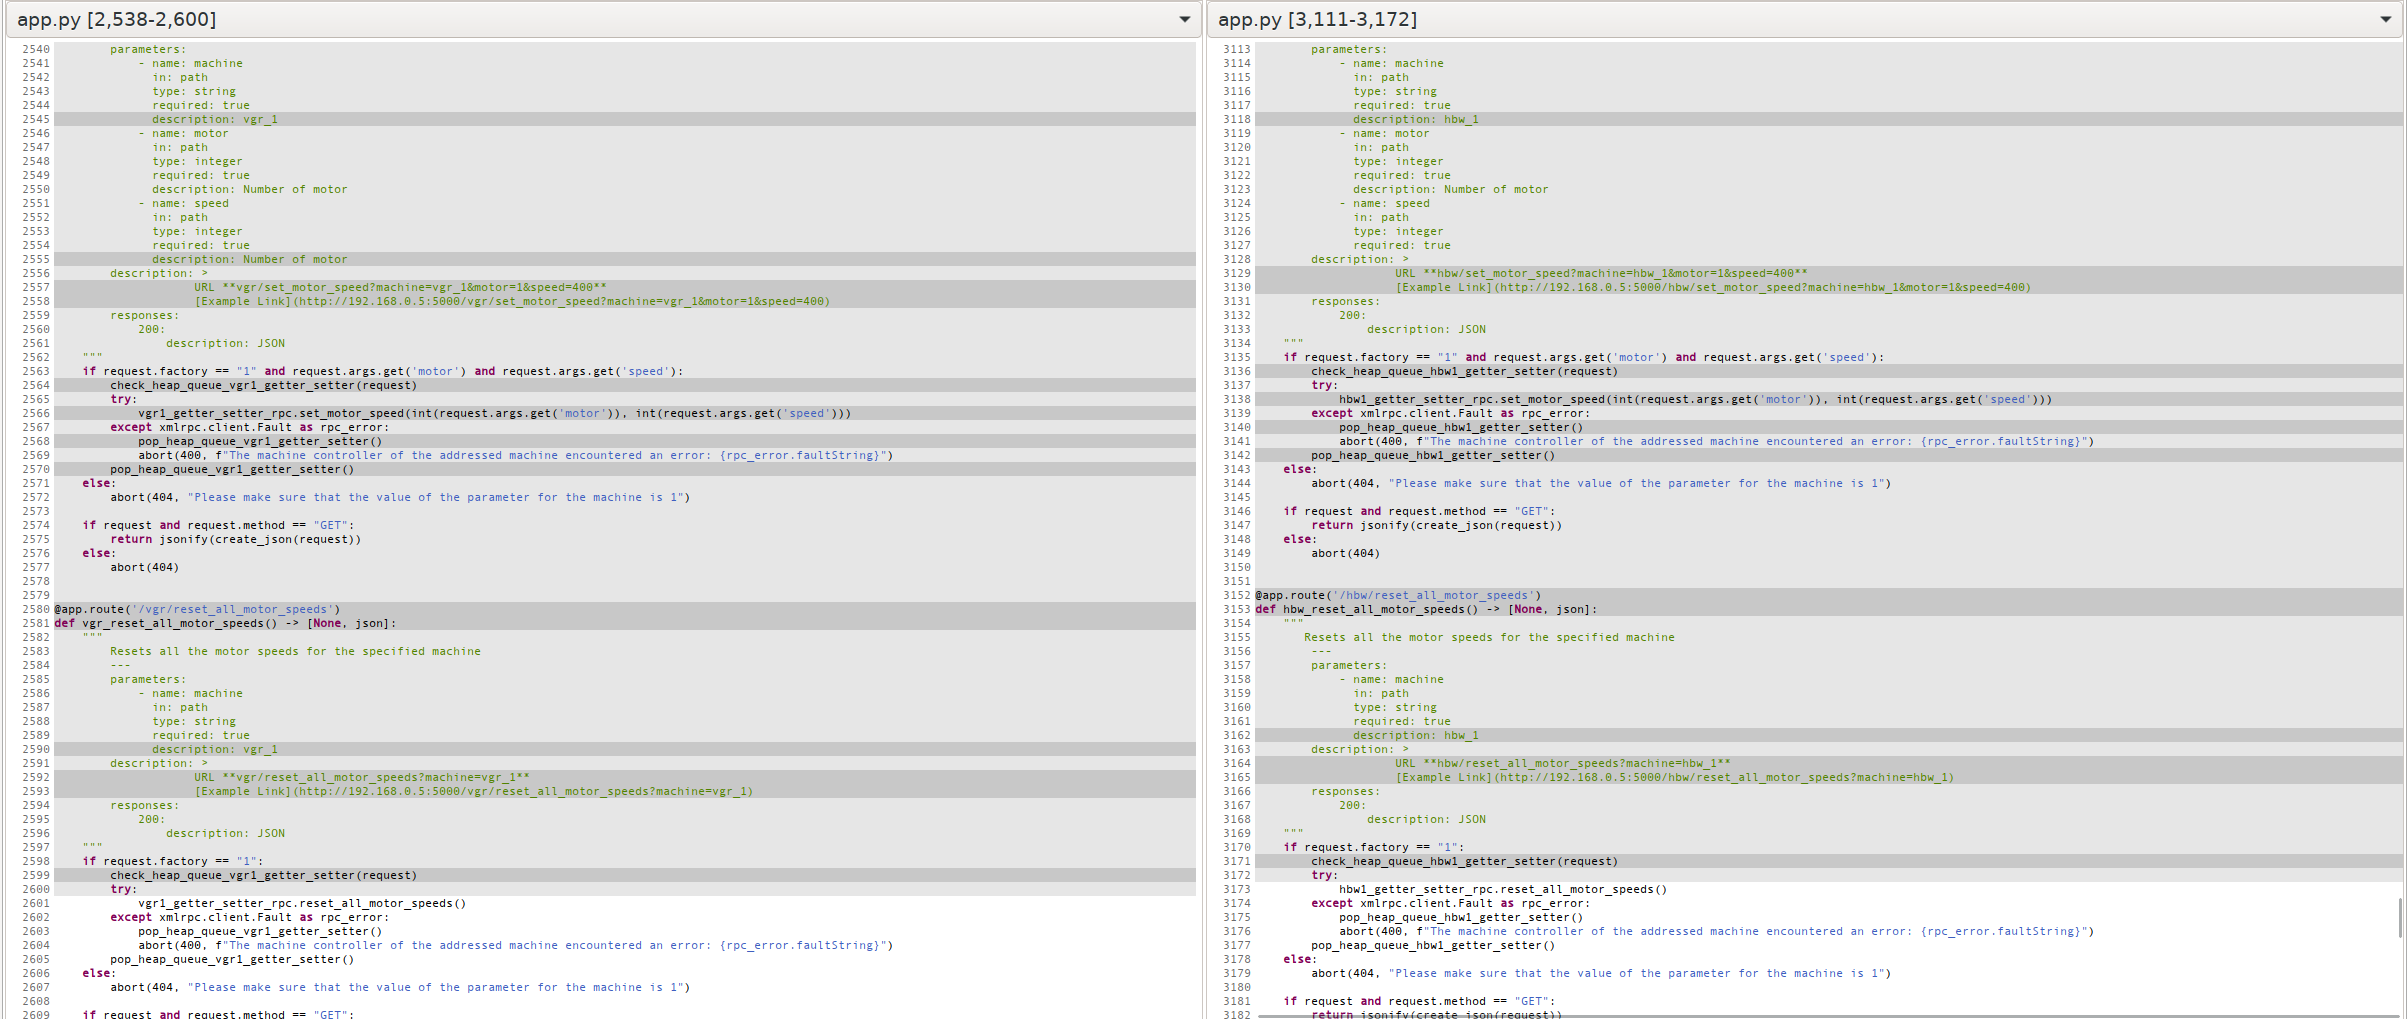 app.py [2,538-2,600]
2540         parameters:
2541             - name: machine
2542               in: path
2543               type: string
2544               required: true
2545               description: vgr_1
2546             - name: motor
2547               in: path
2548               type: integer
2549               required: true
2550               description: Number of motor
2551             - name: speed
2552               in: path
2553               type: integer
2554               required: true
2555               description: Number of motor
2556         description: >
2557                     URL **vgr/set_motor_speed?machine=vgr_1&motor=1&speed=400**
2558                     [Example Link](http://192.168.0.5:5000/vgr/set_motor_speed?machine=vgr_1&motor=1&speed=400)
2559         responses:
2560             200:
2561                 description: JSON
2562     """
2563     if request.factory == "1" and request.args.get('motor') and request.args.get('speed'):
2564         check_heap_queue_vgr1_getter_setter(request)
2565         try:
2566             vgr1_getter_setter_rpc.set_motor_speed(int(request.args.get('motor')), int(request.args.get('speed')))
2567         except xmlrpc.client.Fault as rpc_error:
2568             pop_heap_queue_vgr1_getter_setter()
2569             abort(400, f"The machine controller of the addressed machine encountered an error: {rpc_error.faultString}")
2570         pop_heap_queue_vgr1_getter_setter()
2571     else:
2572         abort(404, "Please make sure that the value of the parameter for the machine is 1")
2573
2574     if request and request.method == "GET":
2575         return jsonify(create_json(request))
2576     else:
2577         abort(404)
2578
2579
2580 @app.route('/vgr/reset_all_motor_speeds')
2581 def vgr_reset_all_motor_speeds() -> [None, json]:
2582     """
2583         Resets all the motor speeds for the specified machine
2584         ---
2585         parameters:
2586             - name: machine
2587               in: path
2588               type: string
2589               required: true
2590               description: vgr_1
2591         description: >
2592                     URL **vgr/reset_all_motor_speeds?machine=vgr_1**
2593                     [Example Link](http://192.168.0.5:5000/vgr/reset_all_motor_speeds?machine=vgr_1)
2594         responses:
2595             200:
2596                 description: JSON
2597     """
2598     if request.factory == "1":
2599         check_heap_queue_vgr1_getter_setter(request)
2600         try:
2601             vgr1_getter_setter_rpc.reset_all_motor_speeds()
2602         except xmlrpc.client.Fault as rpc_error:
2603             pop_heap_queue_vgr1_getter_setter()
2604             abort(400, f"The machine controller of the addressed machine encountered an error: {rpc_error.faultString}")
2605         pop_heap_queue_vgr1_getter_setter()
2606     else:
2607         abort(404, "Please make sure that the value of the parameter for the machine is 1")
2608
2609     if request and request.method == "GET":
app.py [3,111-3,172]
3113         parameters:
3114             - name: machine
3115               in: path
3116               type: string
3117               required: true
3118               description: hbw_1
3119             - name: motor
3120               in: path
3121               type: integer
3122               required: true
3123               description: Number of motor
3124             - name: speed
3125               in: path
3126               type: integer
3127               required: true
3128         description: >
3129                     URL **hbw/set_motor_speed?machine=hbw_1&motor=1&speed=400**
3130                     [Example Link](http://192.168.0.5:5000/hbw/set_motor_speed?machine=hbw_1&motor=1&speed=400)
3131         responses:
3132             200:
3133                 description: JSON
3134     """
3135     if request.factory == "1" and request.args.get('motor') and request.args.get('speed'):
3136         check_heap_queue_hbw1_getter_setter(request)
3137         try:
3138             hbw1_getter_setter_rpc.set_motor_speed(int(request.args.get('motor')), int(request.args.get('speed')))
3139         except xmlrpc.client.Fault as rpc_error:
3140             pop_heap_queue_hbw1_getter_setter()
3141             abort(400, f"The machine controller of the addressed machine encountered an error: {rpc_error.faultString}")
3142         pop_heap_queue_hbw1_getter_setter()
3143     else:
3144         abort(404, "Please make sure that the value of the parameter for the machine is 1")
3145
3146     if request and request.method == "GET":
3147         return jsonify(create_json(request))
3148     else:
3149         abort(404)
3150
3151
3152 @app.route('/hbw/reset_all_motor_speeds')
3153 def hbw_reset_all_motor_speeds() -> [None, json]:
3154     """
3155        Resets all the motor speeds for the specified machine
3156         ---
3157         parameters:
3158             - name: machine
3159               in: path
3160               type: string
3161               required: true
3162               description: hbw_1
3163         description: >
3164                     URL **hbw/reset_all_motor_speeds?machine=hbw_1**
3165                     [Example Link](http://192.168.0.5:5000/hbw/reset_all_motor_speeds?machine=hbw_1)
3166         responses:
3167             200:
3168                 description: JSON
3169     """
3170     if request.factory == "1":
3171         check_heap_queue_hbw1_getter_setter(request)
3172         try:
3173             hbw1_getter_setter_rpc.reset_all_motor_speeds()
3174         except xmlrpc.client.Fault as rpc_error:
3175             pop_heap_queue_hbw1_getter_setter()
3176             abort(400, f"The machine controller of the addressed machine encountered an error: {rpc_error.faultString}")
3177         pop_heap_queue_hbw1_getter_setter()
3178     else:
3179         abort(404, "Please make sure that the value of the parameter for the machine is 1")
3180
3181     if request and request.method == "GET":
3182         return jsonify(create_json(request))